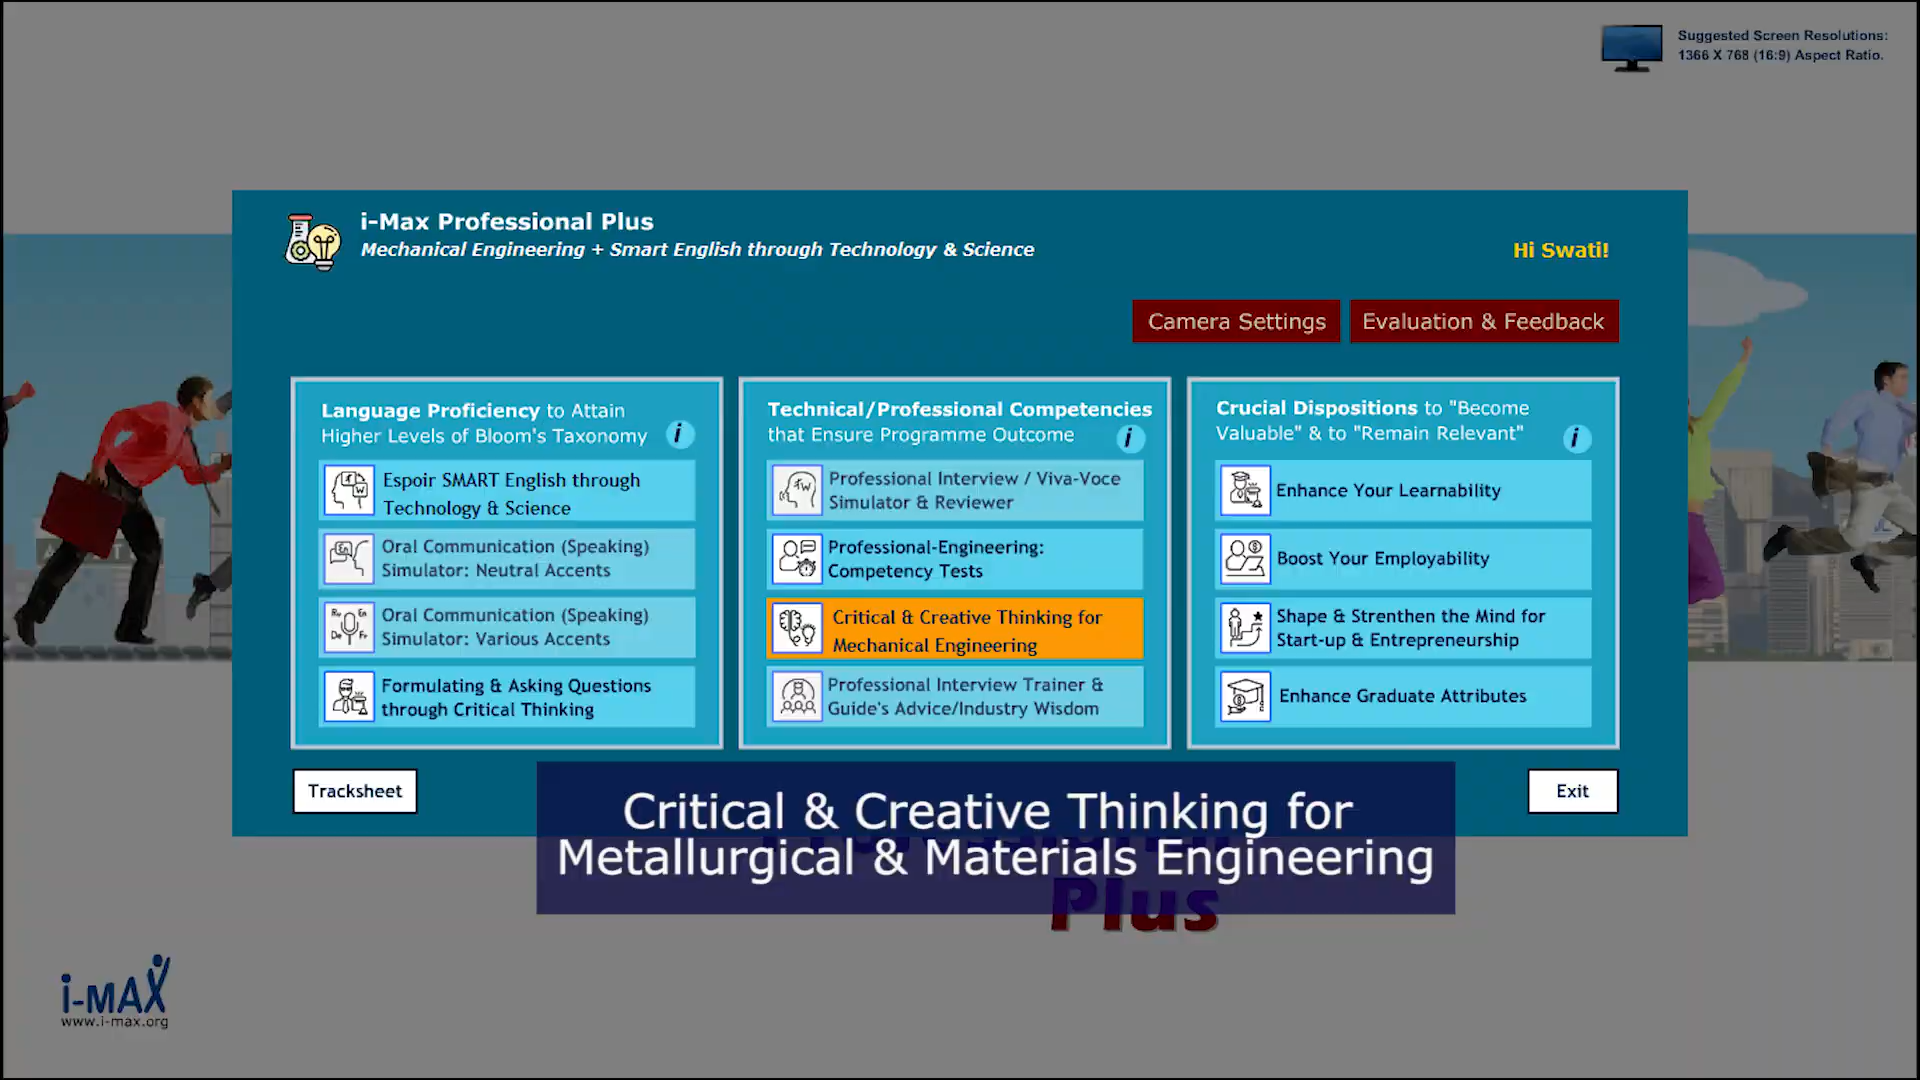 Suggested Screen Resolutions:
1366 X 768 (16:9) Aspect Ratio.
i-Max Professional Plus
Mechanical Engineering + Smart English through Technology & Science
Hi Swati!
Camera Settings
Evaluation & Feedback
Language Proficiency to Attain
Higher Levels of Bloom's Taxonomy
Espoir SMART English through
Technology & Science
Oral Communication (Speaking)
Simulator: Neutral Accents
Oral Communication (Speaking)
Simulator: Various Accents
Formulating & Asking Questions
through Critical Thinking
Technical/Professional Competencies
that Ensure Programme Outcome
Professional Interview / Viva-Voce
Simulator & Reviewer
Professional-Engineering:
Competency Tests
Critical & Creative Thinking for
Mechanical Engineering
Professional Interview Trainer &
Guide's Advice/Industry Wisdom
Crucial Dispositions to "Become
Valuable" & to "Remain Relevant"
Enhance Your Learnability
Boost Your Employability
Shape & Strenthen the Mind for
Start-up & Entrepreneurship
Enhance Graduate Attributes
Tracksheet
Exit
Critical & Creative Thinking for
Metallurgical & Materials Engineering
Plus
i-MAX
www.i-max.org